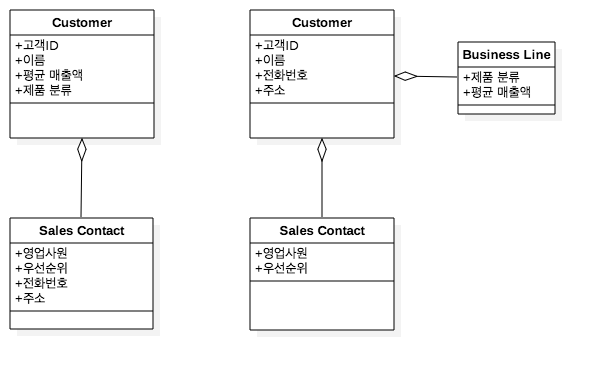 Customer
+고객ID
+이름
+평균 매출액
+제품 분류
Sales Contact
+영업사원
+우선순위
+전화번호
+주소
Customer
+고객ID
+이름
+전화번호
+주소
Business Line
+제품 분류
+평균 매출액
Sales Contact
+영업사원
+우선순위